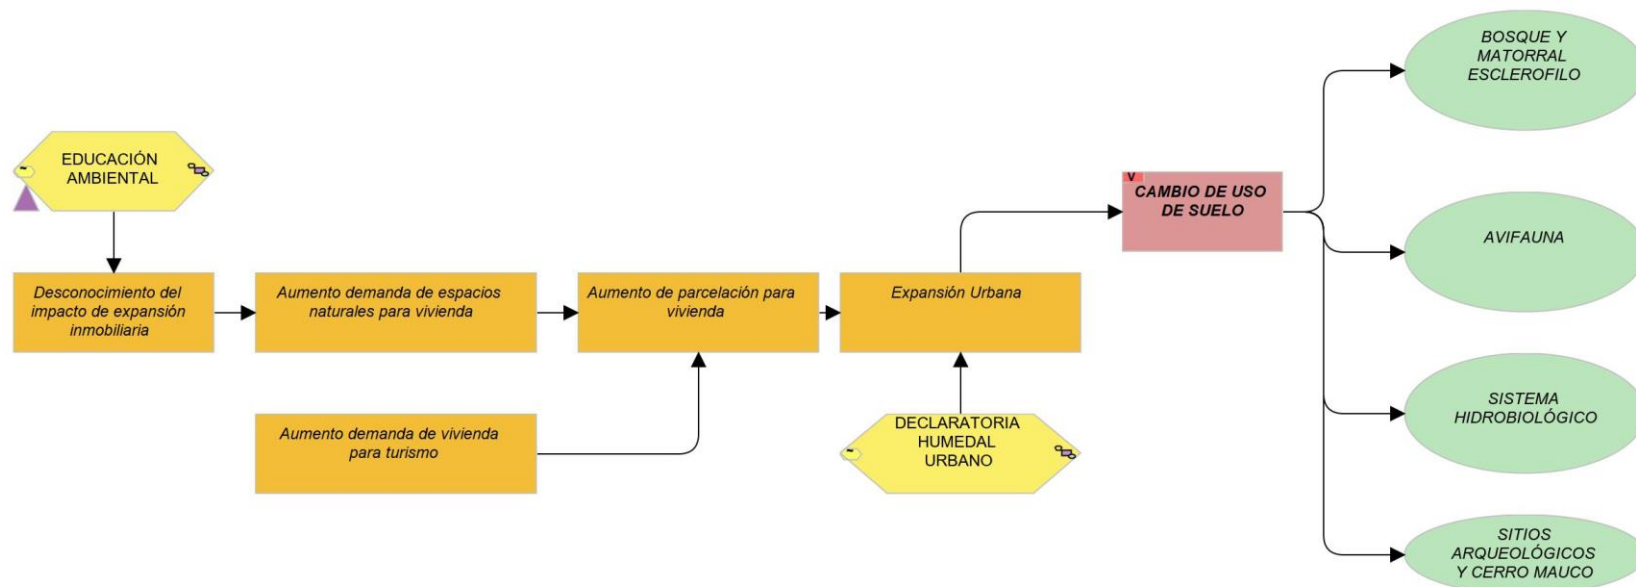 EDUCACIÓN
AMBIENTAL
Desconocimiento del
impacto de expansión
inmobiliaria
Aumento demanda de espacios
naturales para vivienda
Aumento demanda de vivienda
para turismo
Aumento de parcelación para
vivienda
Expansión Urbana
DECLARATORIA
HUMEDAL
URBANO
V
CAMBIO DE USO
DE SUELO
BOSQUE Y
MATORRAL
ESCLEROFILO
AVIFAUNA
SISTEMA
HIDROBIOLÓGICO
SITIOS
ARQUEOLÓGICOS
Y CERRO MAUCO